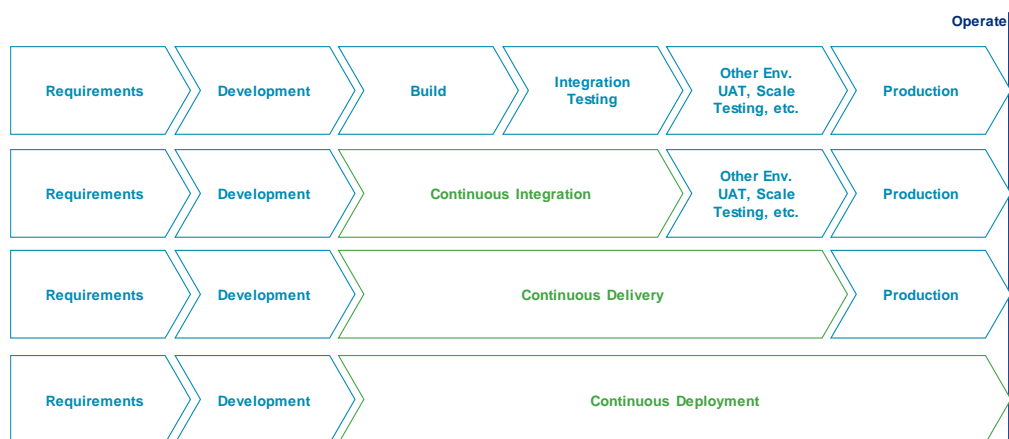 Operate
Requirements
Development
Build
Integration
Testing
Other Env.
UAT, Scale
Testing, etc.
Production
Requirements
Development
Continuous Integration
Other Env.
UAT, Scale
Testing, etc.
Production
Requirements
Development
Continuous Delivery
Production
Requirements
Development
Continuous Deployment